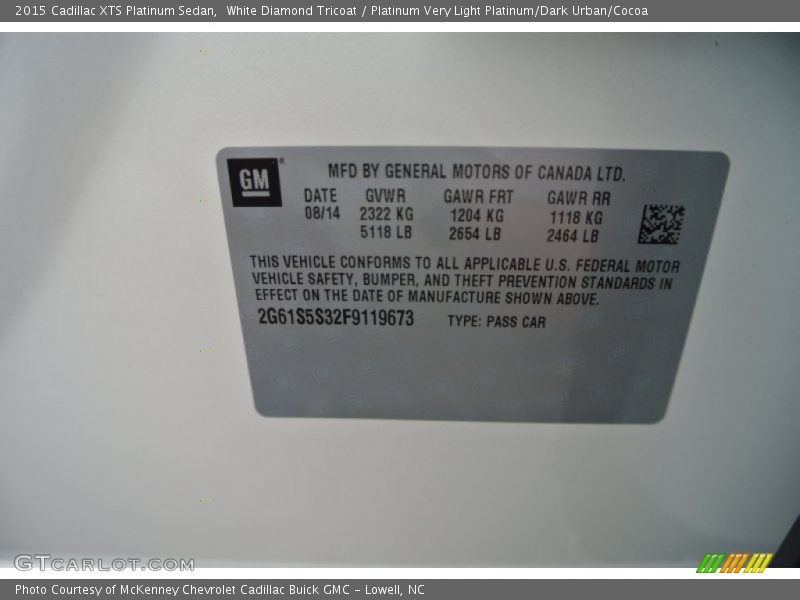 2015 Cadillac XTS Platinum Sedan,  White Diamond Tricoat / Platinum Very Light Platinum/Dark Urban/Cocoa
GM ®
MFD BY GENERAL MOTORS OF CANADA LTD.
DATE GVWR GAWR FRT GAWR RR
08/14 2322 KG 1204 KG 1118 KG
5118 LB 2654 LB 2464 LB
THIS VEHICLE CONFORMS TO ALL APPLICABLE U.S. FEDERAL MOTOR
VEHICLE SAFETY, BUMPER, AND THEFT PREVENTION STANDARDS IN
EFFECT ON THE DATE OF MANUFACTURE SHOWN ABOVE.
2G61S5S32F9119673 TYPE: PASS CAR
GTCARLOT.COM
Photo Courtesy of McKenney Chevrolet Cadillac Buick GMC – Lowell, NC